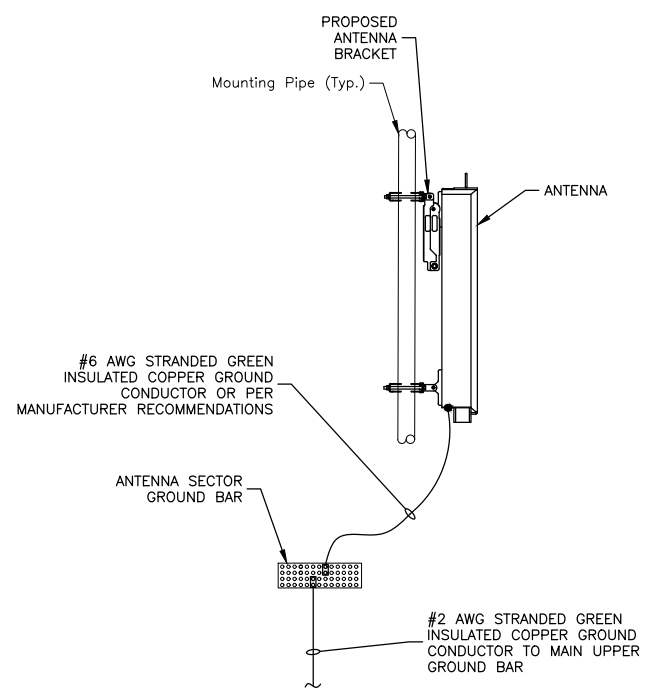 PROPOSED
ANTENNA
BRACKET
Mounting Pipe (Typ.)
ANTENNA
#6 AWG STRANDED GREEN
INSULATED COPPER GROUND
CONDUCTOR OR PER
MANUFACTURER RECOMMENDATIONS
ANTENNA SECTOR
GROUND BAR
#2 AWG STRANDED GREEN
INSULATED COPPER GROUND
CONDUCTOR TO MAIN UPPER
GROUND BAR